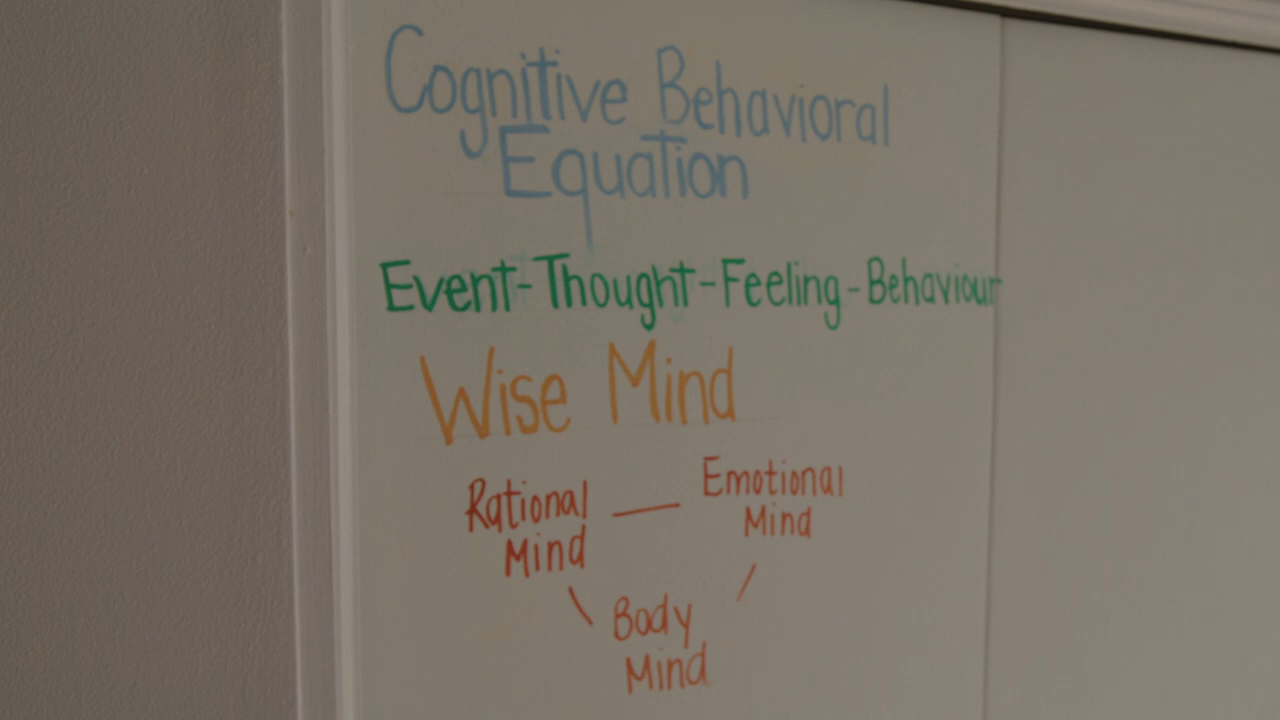 Cognitive Behavioral
Equation
Event-Thought-Feeling-Behaviour
Wise Mind
Rational — Emotional
Mind Mind
Body
Mind